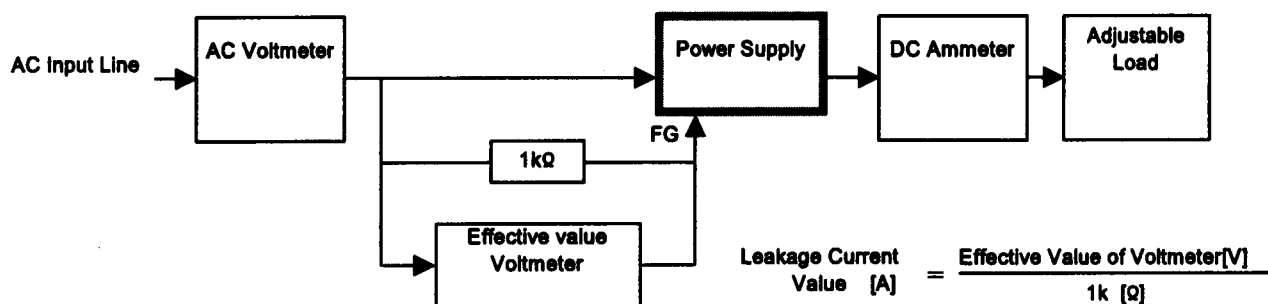 AC Input Line
AC Voltmeter
Power Supply
DC Ammeter
Adjustable
Load
FG
1kΩ
Effective value
Voltmeter
Leakage Current
Value [A]
=
Effective Value of Voltmeter[V]
1k [Ω]